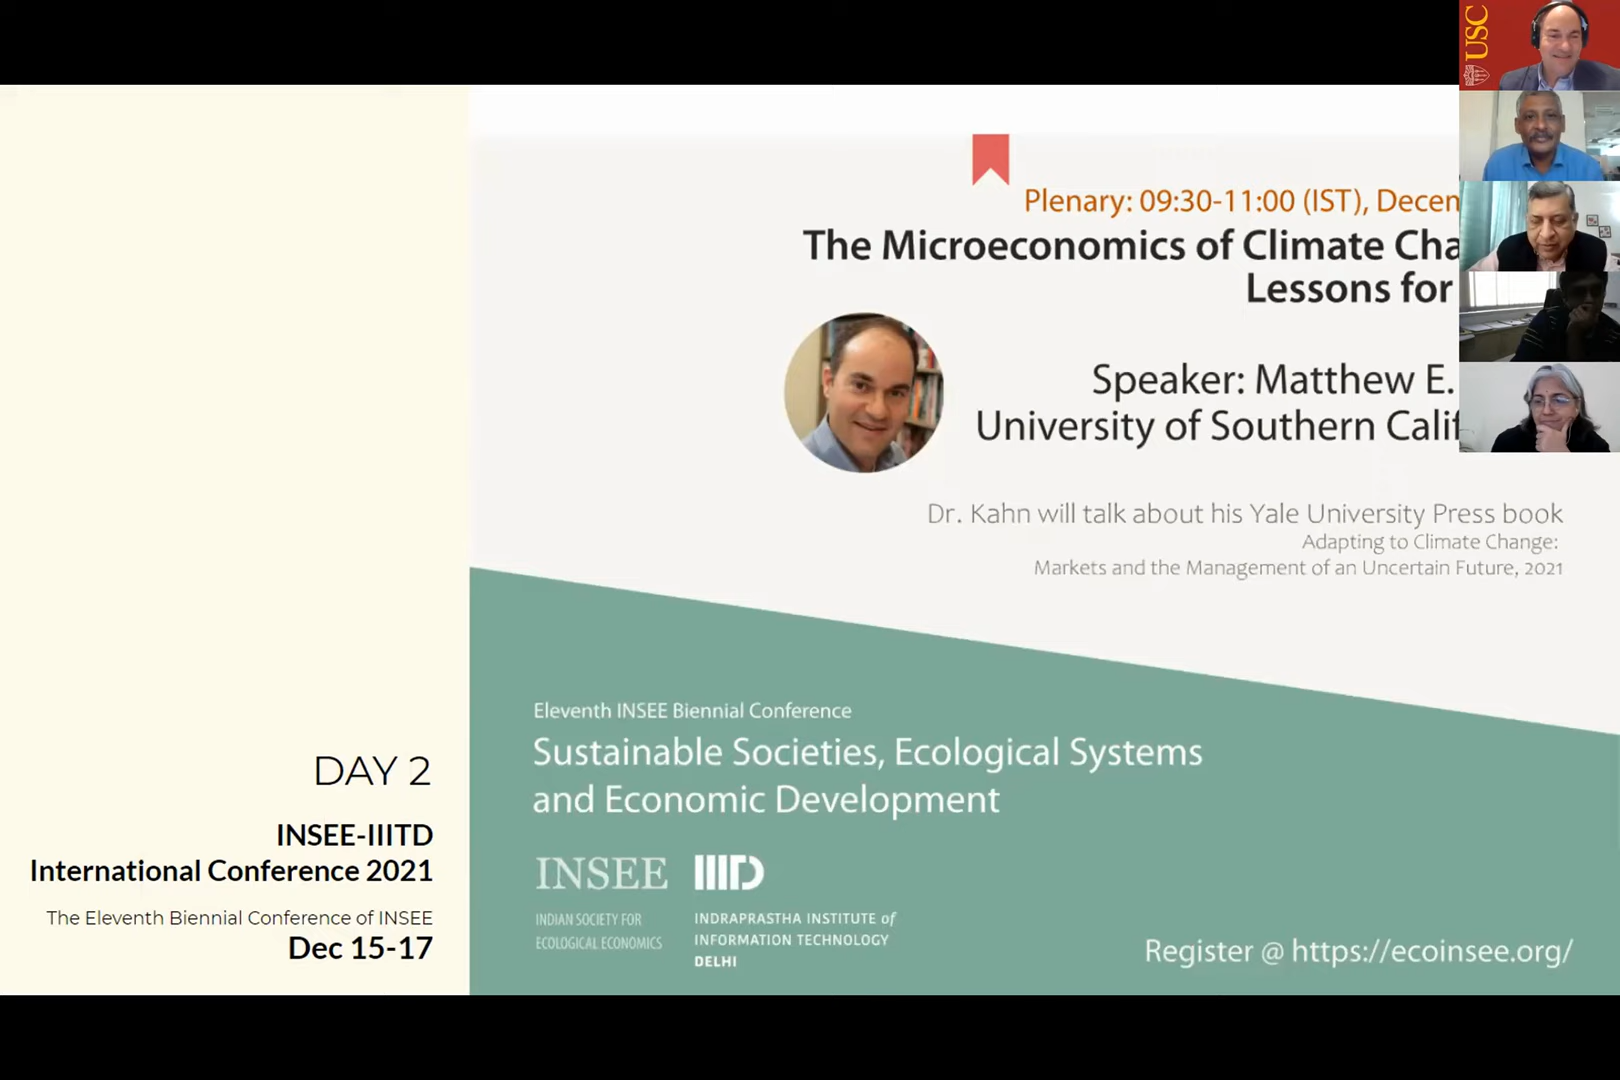 USC
Plenary: 09:30-11:00 (IST), Decem
The Microeconomics of Climate Cha
Lessons for
Speaker: Matthew E.
University of Southern Calif
Dr. Kahn will talk about his Yale University Press book
Adapting to Climate Change:
Markets and the Management of an Uncertain Future, 2021
Eleventh INSEE Biennial Conference
Sustainable Societies, Ecological Systems
and Economic Development
INSEE
INDIAN SOCIETY FOR
ECOLOGICAL ECONOMICS
IIITD
INDRAPRASTHA INSTITUTE of
INFORMATION TECHNOLOGY
DELHI
Register @ https://ecoinsee.org/
DAY 2
INSEE-IIITD
International Conference 2021
The Eleventh Biennial Conference of INSEE
Dec 15-17